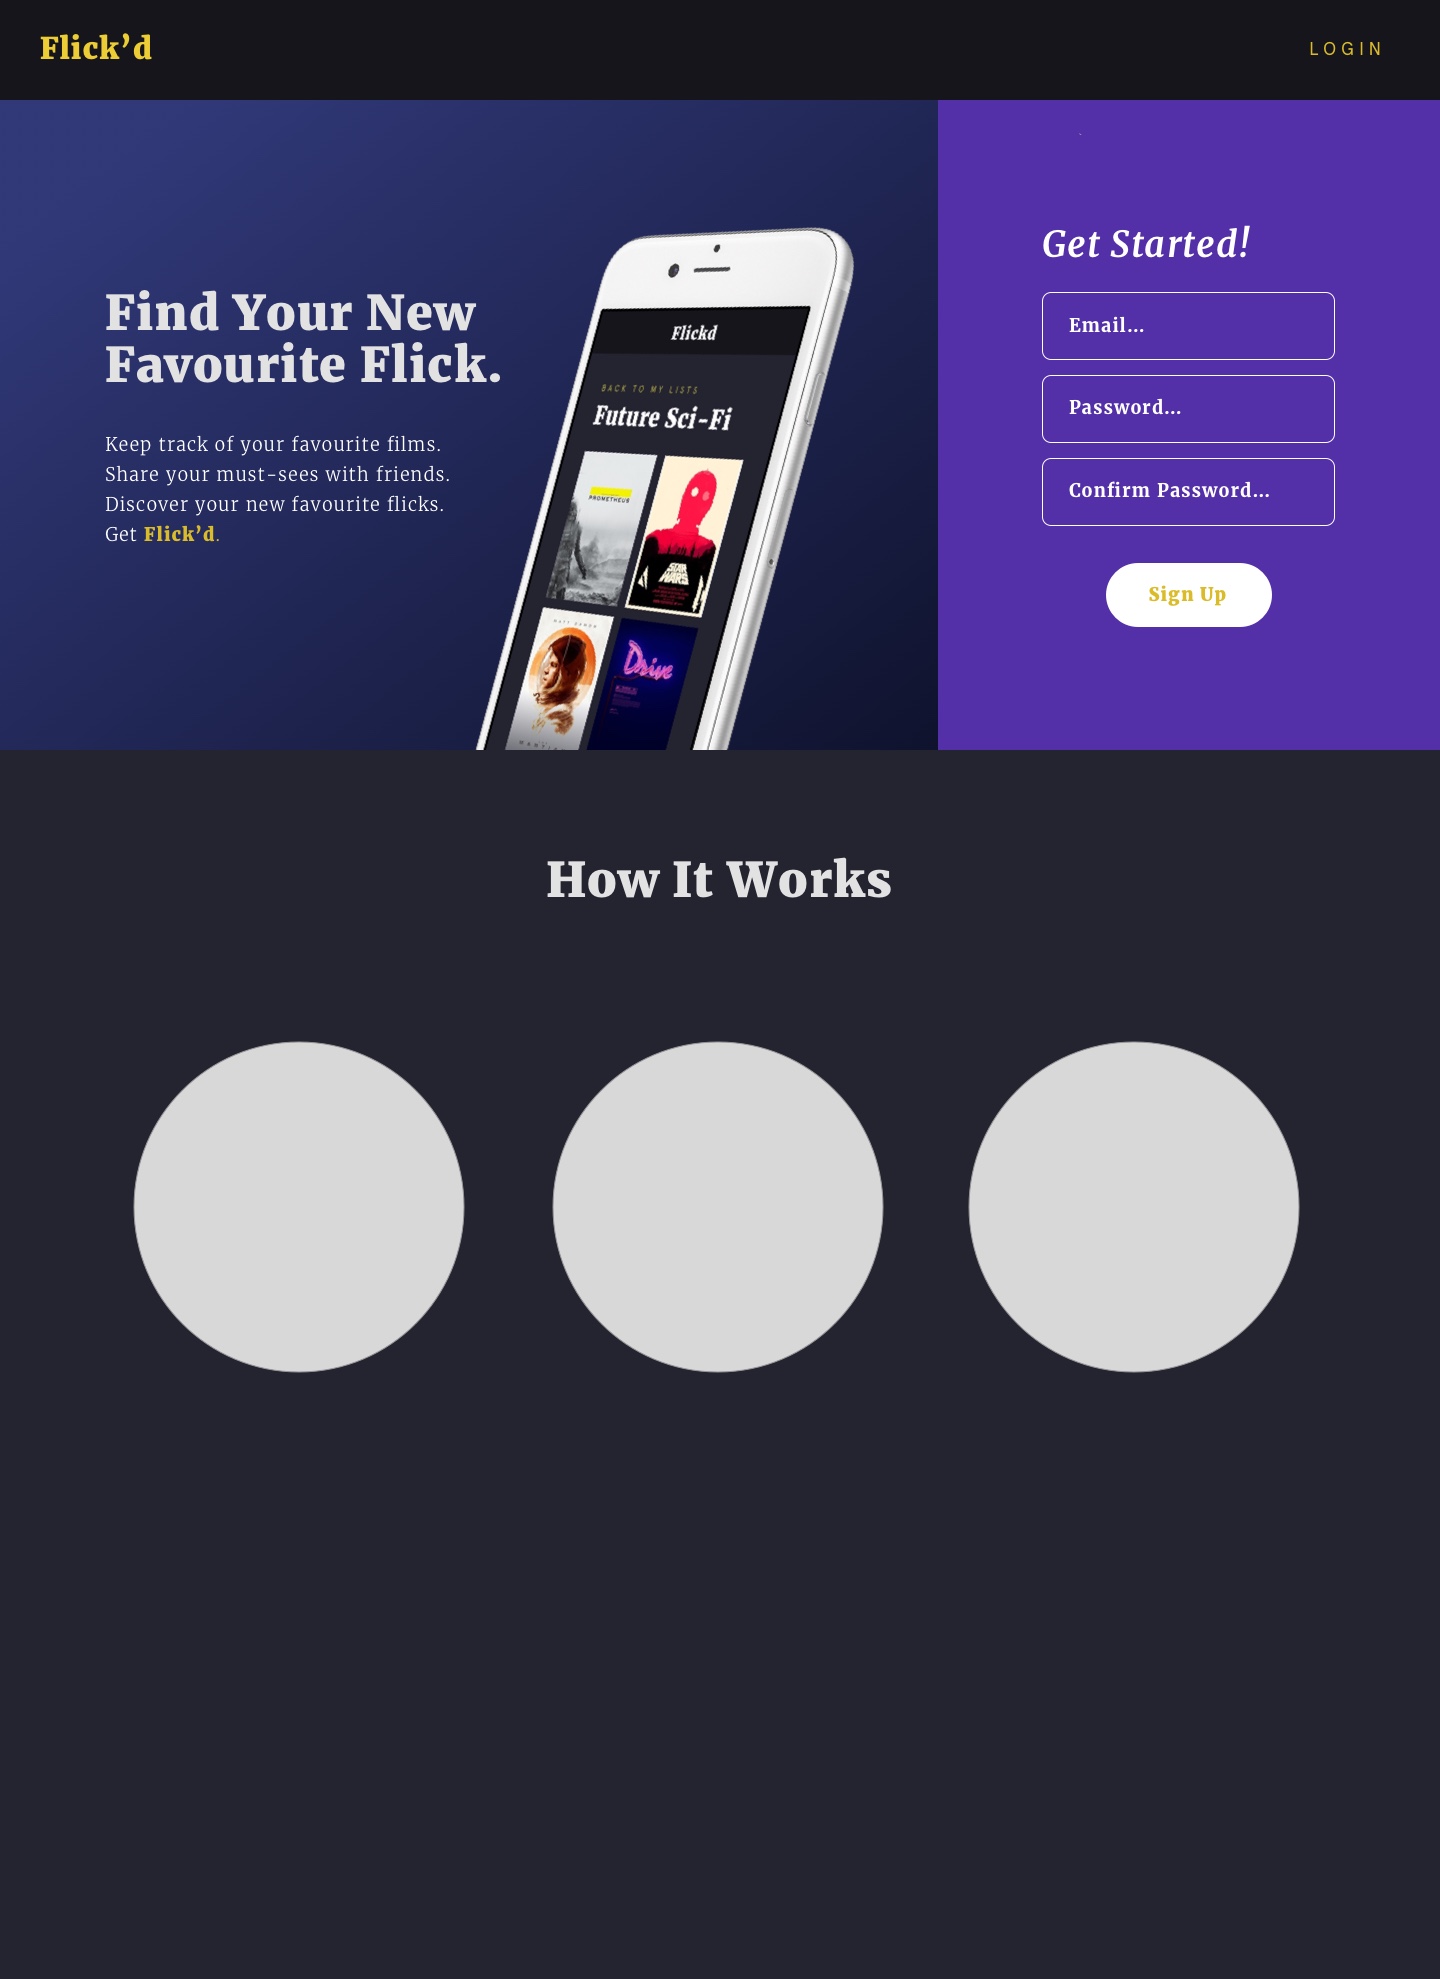 Flick’d
LOGIN
Find Your New
Favourite Flick.
Keep track of your favourite films.
Share your must-sees with friends.
Discover your new favourite flicks.
Get Flick’d.
Flickd
BACK TO MY LISTS
Future Sci-Fi
PROMETHEUS
STAR
WARS
MATT DAMON
Drive
Get Started!
Email...
Password...
Confirm Password...
Sign Up
How It Works